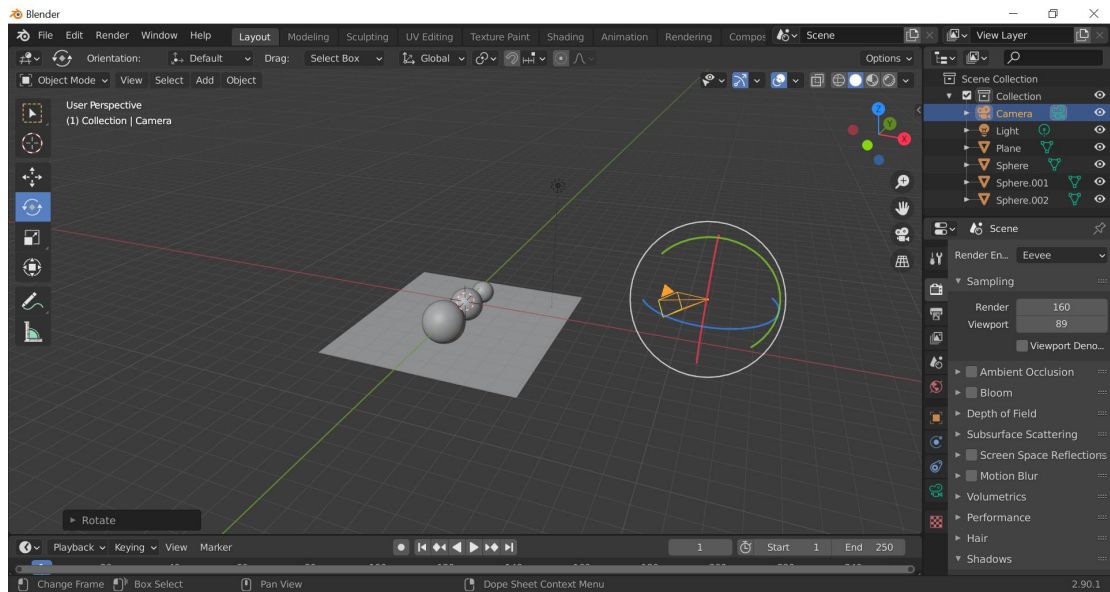 Blender
File Edit Render Window Help Layout Modeling Sculpting UV Editing Texture Paint Shading Animation Rendering Compos Scene View Layer
Orientation: Default Drag: Select Box Global Options
Object Mode View Select Add Object
User Perspective
(1) Collection | Camera
Z
Y
X
Rotate
Scene Collection
Collection
Camera
Light
Plane
Sphere
Sphere.001
Sphere.002
Scene
Render En... Eevee
Sampling
Render 160
Viewport 89
Viewport Deno...
Ambient Occlusion
Bloom
Depth of Field
Subsurface Scattering
Screen Space Reflections
Motion Blur
Volumetrics
Performance
Hair
Shadows
Playback Keying View Marker 1 Start 1 End 250
Change Frame Box Select Pan View Dope Sheet Context Menu 2.90.1